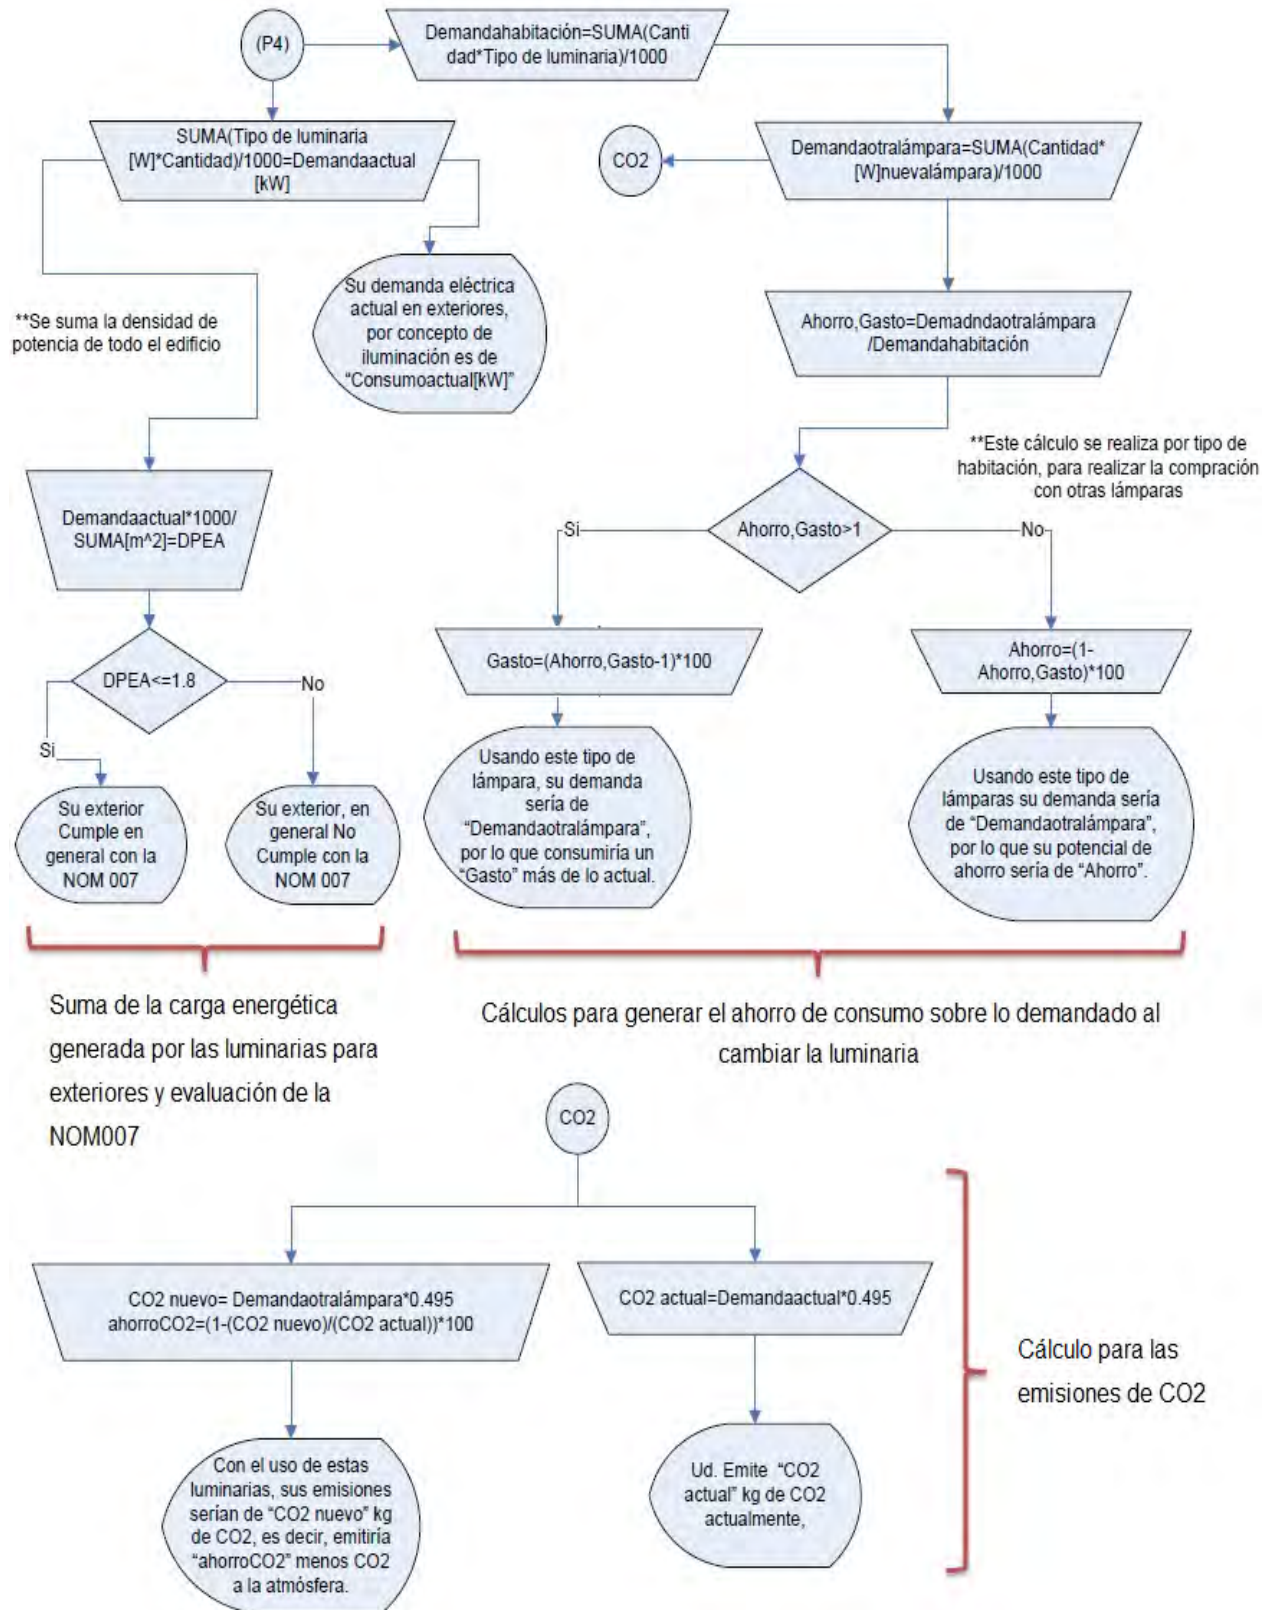 (P4)
Demandahabitación=SUMA(Canti
dad*Tipo de luminaria)/1000
SUMA(Tipo de luminaria
[W]*Cantidad)/1000=Demandaactual
[kW]
CO2
Demandaotralámpara=SUMA(Cantidad*
[W]nuevalámpara)/1000
Su demanda eléctrica
actual en exteriores,
por concepto de
iluminación es de
“Consumoactual[kW]”
**Se suma la densidad de
potencia de todo el edificio
Ahorro,Gasto=Demadndaotralámpara
/Demandahabitación
**Este cálculo se realiza por tipo de
habitación, para realizar la compración
con otras lámparas
Demandaactual*1000/
SUMA[m^2]=DPEA
Si
Ahorro,Gasto>1
No
Gasto=(Ahorro,Gasto-1)*100
Ahorro=(1-
Ahorro,Gasto)*100
DPEA<=1.8
No
Si
Su exterior
Cumple en
general con la
NOM 007
Su exterior, en
general No
Cumple con la
NOM 007
Usando este tipo de
lámpara, su demanda
sería de
“Demandaotralámpara”,
por lo que consumiría un
“Gasto” más de lo actual.
Usando este tipo de
lámparas su demanda sería
de “Demandaotralámpara”,
por lo que su potencial de
ahorro sería de “Ahorro”.
Suma de la carga energética
generada por las luminarias para
exteriores y evaluación de la
NOM007
Cálculos para generar el ahorro de consumo sobre lo demandado al
cambiar la luminaria
CO2
CO2 nuevo= Demandaotralámpara*0.495
ahorroCO2=(1-(CO2 nuevo)/(CO2 actual))*100
CO2 actual=Demandaactual*0.495
Cálculo para las
emisiones de CO2
Con el uso de estas
luminarias, sus emisiones
serían de “CO2 nuevo” kg
de CO2, es decir, emitiría
“ahorroCO2” menos CO2
a la atmósfera.
Ud. Emite “CO2
actual” kg de CO2
actualmente,